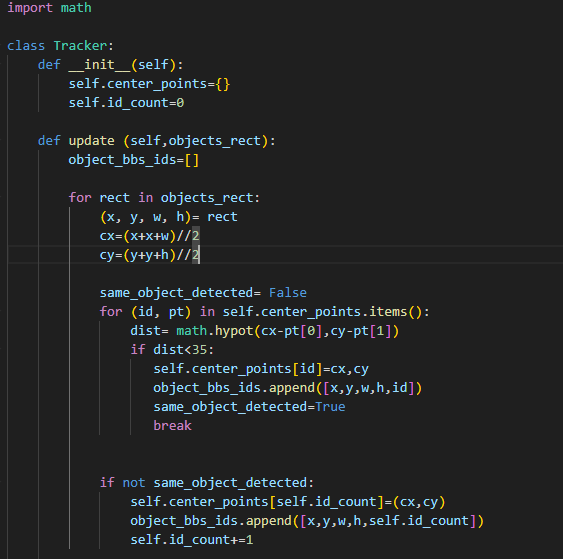 import math
class Tracker:
    def __init__(self):
        self.center_points={}
        self.id_count=0
    def update (self,objects_rect):
        object_bbs_ids=[]
        for rect in objects_rect:
            (x, y, w, h)= rect
            cx=(x+x+w)//2
            cy=(y+y+h)//2
            same_object_detected= False
            for (id, pt) in self.center_points.items():
                dist= math.hypot(cx-pt[0],cy-pt[1])
                if dist<35:
                   self.center_points[id]=cx,cy
                   object_bbs_ids.append([x,y,w,h,id])
                   same_object_detected=True
                   break
            if not same_object_detected:
                self.center_points[self.id_count]=(cx,cy)
                object_bbs_ids.append([x,y,w,h,self.id_count])
                self.id_count+=1